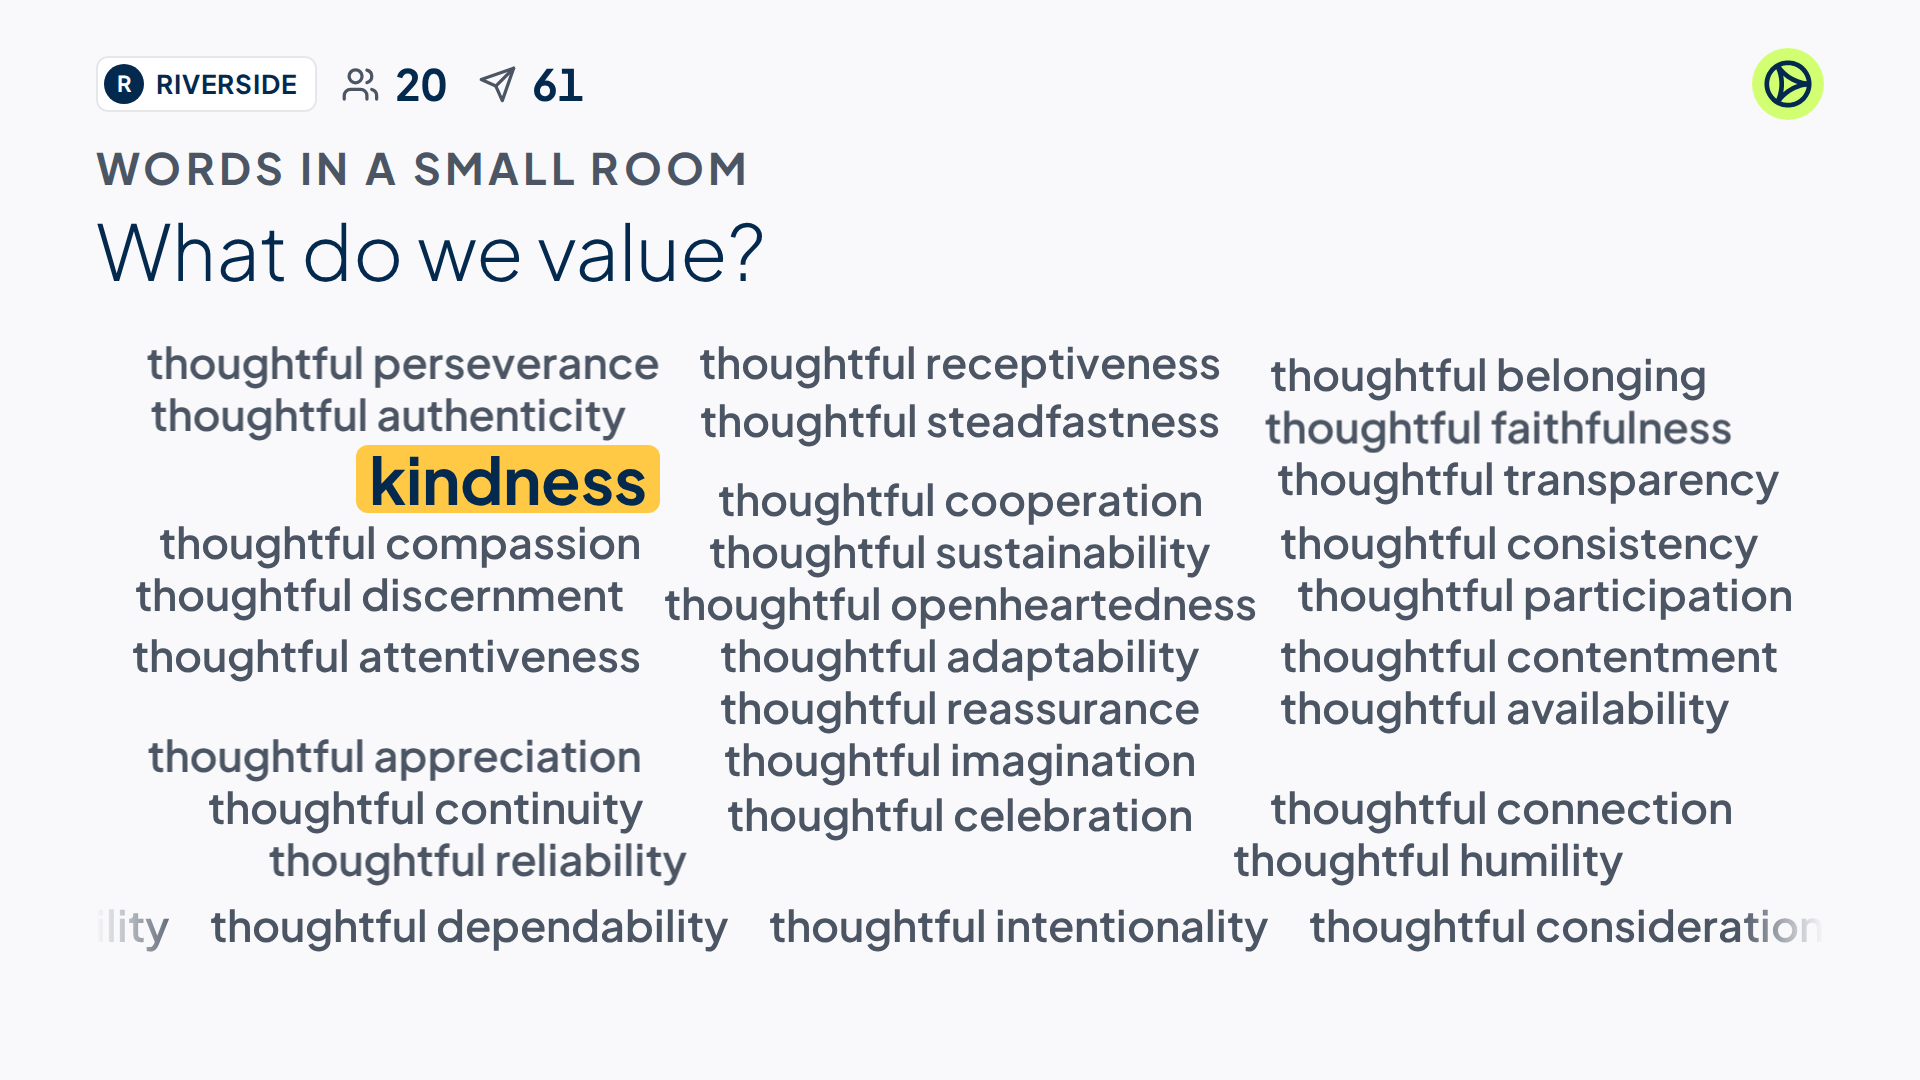 R RIVERSIDE 20 61
WORDS IN A SMALL ROOM
What do we value?
thoughtful perseverance
thoughtful authenticity
kindness
thoughtful compassion
thoughtful discernment
thoughtful attentiveness
thoughtful appreciation
thoughtful continuity
thoughtful reliability
thoughtful receptiveness
thoughtful steadfastness
thoughtful cooperation
thoughtful sustainability
thoughtful openheartedness
thoughtful adaptability
thoughtful reassurance
thoughtful imagination
thoughtful celebration
thoughtful belonging
thoughtful faithfulness
thoughtful transparency
thoughtful consistency
thoughtful participation
thoughtful contentment
thoughtful availability
thoughtful connection
thoughtful humility
ility thoughtful dependability thoughtful intentionality thoughtful consideration